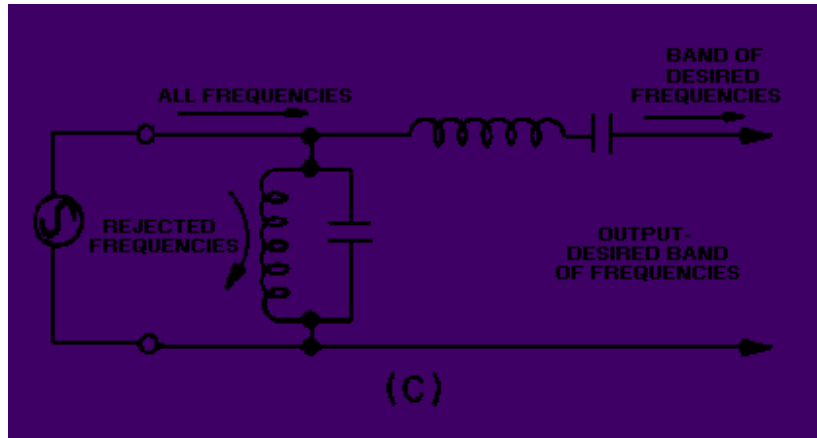 ALL FREQUENCIES
BAND OF
DESIRED
FREQUENCIES
REJECTED
FREQUENCIES
OUTPUT-
DESIRED BAND
OF FREQUENCIES
(C)